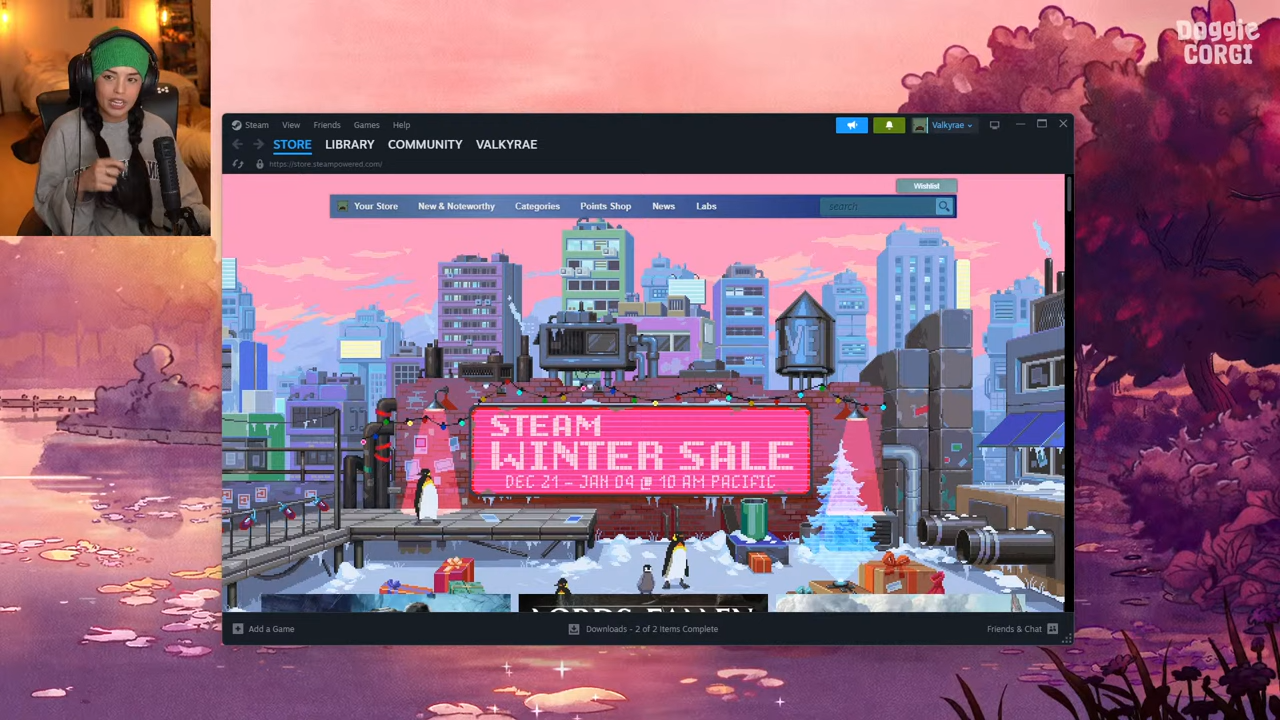 Doggie
CORGI
Steam View Friends Games Help
Valkyrae
STORE LIBRARY COMMUNITY VALKYRAE
https://store.steampowered.com/
Wishlist
Your Store New & Noteworthy Categories Points Shop News Labs search
STEAM
WINTER SALE
DEC 21 - JAN 04 @ 10 AM PACIFIC
LORDS FALLEN
Add a Game
Downloads - 2 of 2 Items Complete
Friends & Chat